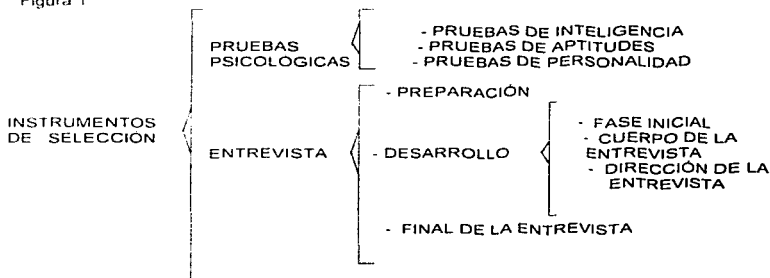 Figura 1
PRUEBAS PSICOLÓGICAS
- PRUEBAS DE INTELIGENCIA
- PRUEBAS DE APTITUDES
- PRUEBAS DE PERSONALIDAD
INSTRUMENTOS
DE SELECCIÓN
ENTREVISTA
- PREPARACIÓN
- DESARROLLO
- FASE INICIAL
- CUERPO DE LA
ENTREVISTA
- DIRECCIÓN DE LA
ENTREVISTA
- FINAL DE LA ENTREVISTA